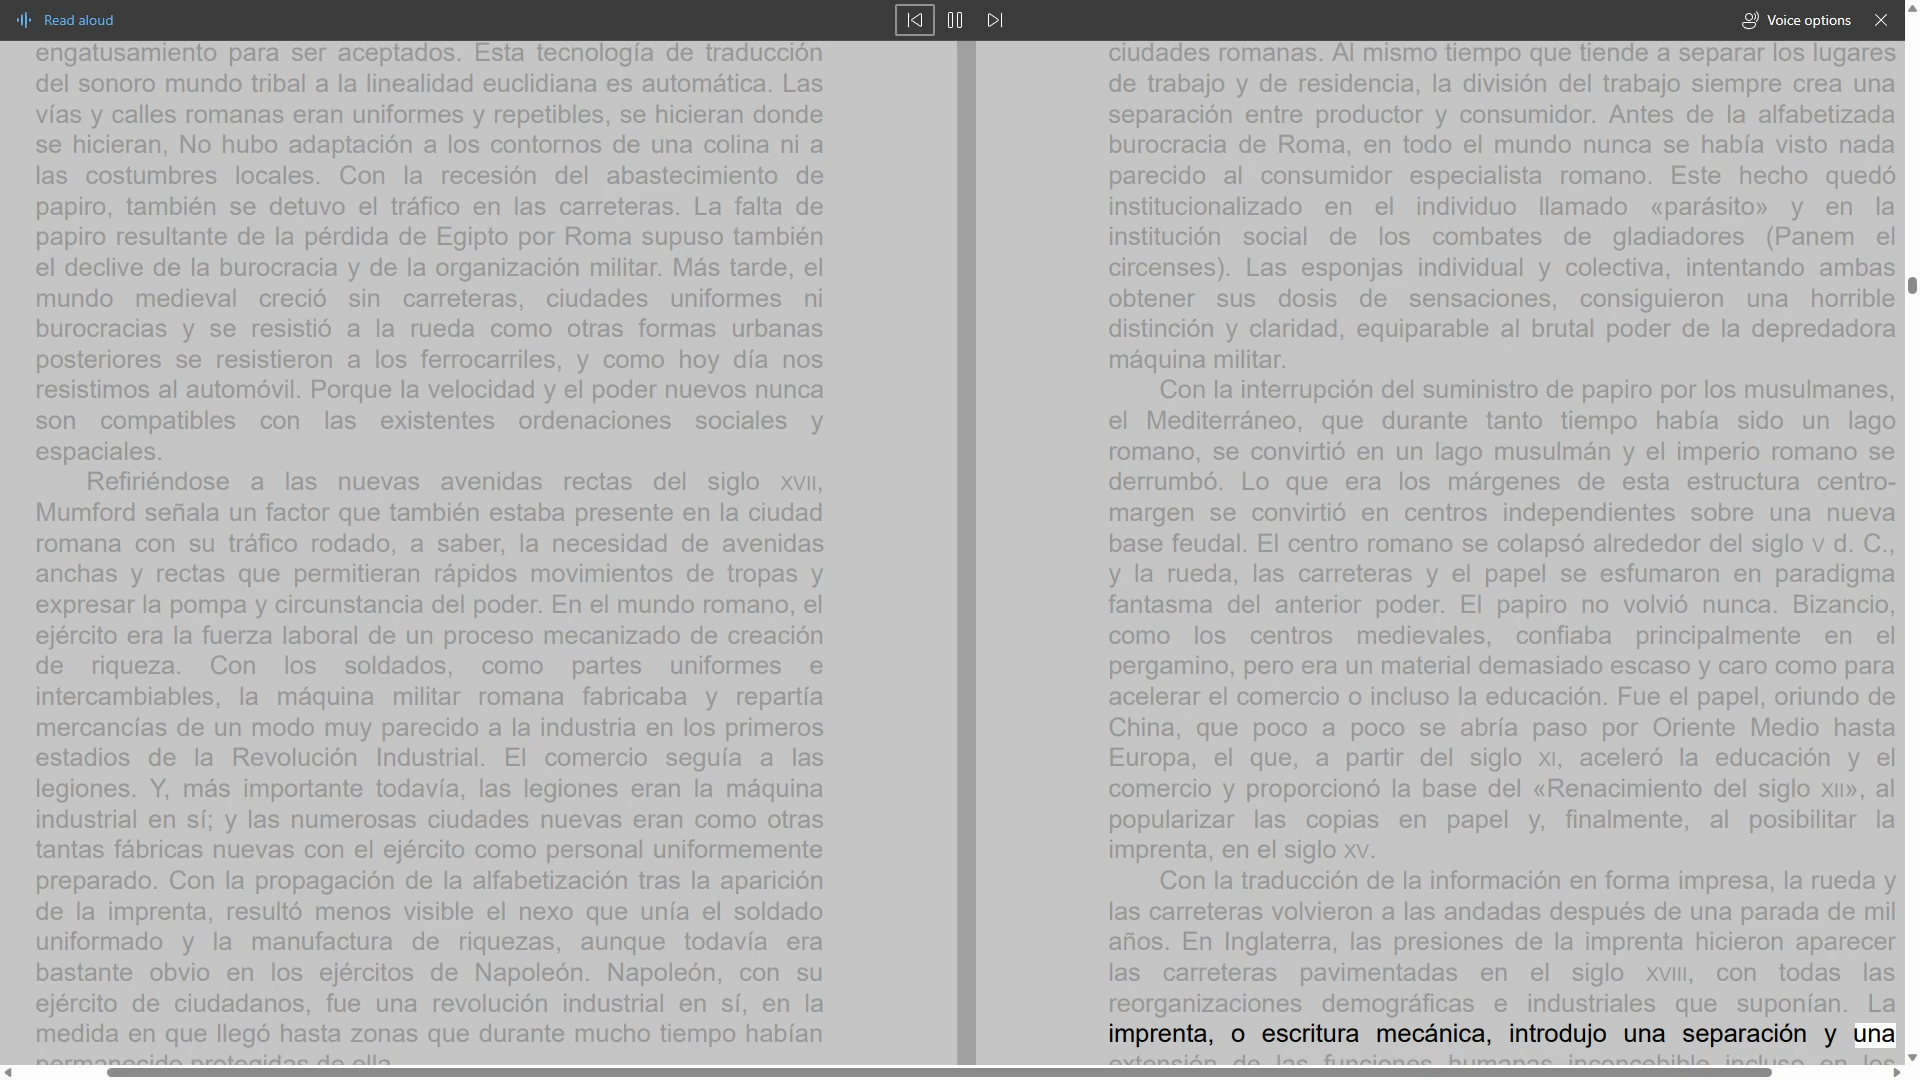 Read aloud
Voice options
engatusamiento para ser aceptados. Esta tecnología de traducción
del sonoro mundo tribal a la linealidad euclidiana es automática. Las
vías y calles romanas eran uniformes y repetibles, se hicieran donde
se hicieran, No hubo adaptación a los contornos de una colina ni a
las costumbres locales. Con la recesión del abastecimiento de
papiro, también se detuvo el tráfico en las carreteras. La falta de
papiro resultante de la pérdida de Egipto por Roma supuso también
el declive de la burocracia y de la organización militar. Más tarde, el
mundo medieval creció sin carreteras, ciudades uniformes ni
burocracias y se resistió a la rueda como otras formas urbanas
posteriores se resistieron a los ferrocarriles, y como hoy día nos
resistimos al automóvil. Porque la velocidad y el poder nuevos nunca
son compatibles con las existentes ordenaciones sociales y
espaciales.
Refiriéndose a las nuevas avenidas rectas del siglo XVII,
Mumford señala un factor que también estaba presente en la ciudad
romana con su tráfico rodado, a saber, la necesidad de avenidas
anchas y rectas que permitieran rápidos movimientos de tropas y
expresar la pompa y circunstancia del poder. En el mundo romano, el
ejército era la fuerza laboral de un proceso mecanizado de creación
de riqueza. Con los soldados, como partes uniformes e
intercambiables, la máquina militar romana fabricaba y repartía
mercancías de un modo muy parecido a la industria en los primeros
estadios de la Revolución Industrial. El comercio seguía a las
legiones. Y, más importante todavía, las legiones eran la máquina
industrial en sí; y las numerosas ciudades nuevas eran como otras
tantas fábricas nuevas con el ejército como personal uniformemente
preparado. Con la propagación de la alfabetización tras la aparición
de la imprenta, resultó menos visible el nexo que unía el soldado
uniformado y la manufactura de riquezas, aunque todavía era
bastante obvio en los ejércitos de Napoleón. Napoleón, con su
ejército de ciudadanos, fue una revolución industrial en sí, en la
medida en que llegó hasta zonas que durante mucho tiempo habían
permanecido protegidas de ella.
ciudades romanas. Al mismo tiempo que tiende a separar los lugares
de trabajo y de residencia, la división del trabajo siempre crea una
separación entre productor y consumidor. Antes de la alfabetizada
burocracia de Roma, en todo el mundo nunca se había visto nada
parecido al consumidor especialista romano. Este hecho quedó
institucionalizado en el individuo llamado «parásito» y en la
institución social de los combates de gladiadores (Panem el
circenses). Las esponjas individual y colectiva, intentando ambas
obtener sus dosis de sensaciones, consiguieron una horrible
distinción y claridad, equiparable al brutal poder de la depredadora
máquina militar.
Con la interrupción del suministro de papiro por los musulmanes,
el Mediterráneo, que durante tanto tiempo había sido un lago
romano, se convirtió en un lago musulmán y el imperio romano se
derrumbó. Lo que era los márgenes de esta estructura centro-
margen se convirtió en centros independientes sobre una nueva
base feudal. El centro romano se colapsó alrededor del siglo V d. C.,
y la rueda, las carreteras y el papel se esfumaron en paradigma
fantasma del anterior poder. El papiro no volvió nunca. Bizancio,
como los centros medievales, confiaba principalmente en el
pergamino, pero era un material demasiado escaso y caro como para
acelerar el comercio o incluso la educación. Fue el papel, oriundo de
China, que poco a poco se abría paso por Oriente Medio hasta
Europa, el que, a partir del siglo XI, aceleró la educación y el
comercio y proporcionó la base del «Renacimiento del siglo XII», al
popularizar las copias en papel y, finalmente, al posibilitar la
imprenta, en el siglo XV.
Con la traducción de la información en forma impresa, la rueda y
las carreteras volvieron a las andadas después de una parada de mil
años. En Inglaterra, las presiones de la imprenta hicieron aparecer
las carreteras pavimentadas en el siglo XVIII, con todas las
reorganizaciones demográficas e industriales que suponían. La
imprenta, o escritura mecánica, introdujo una separación y una
extensión de las funciones humanas inconcebible incluso en los